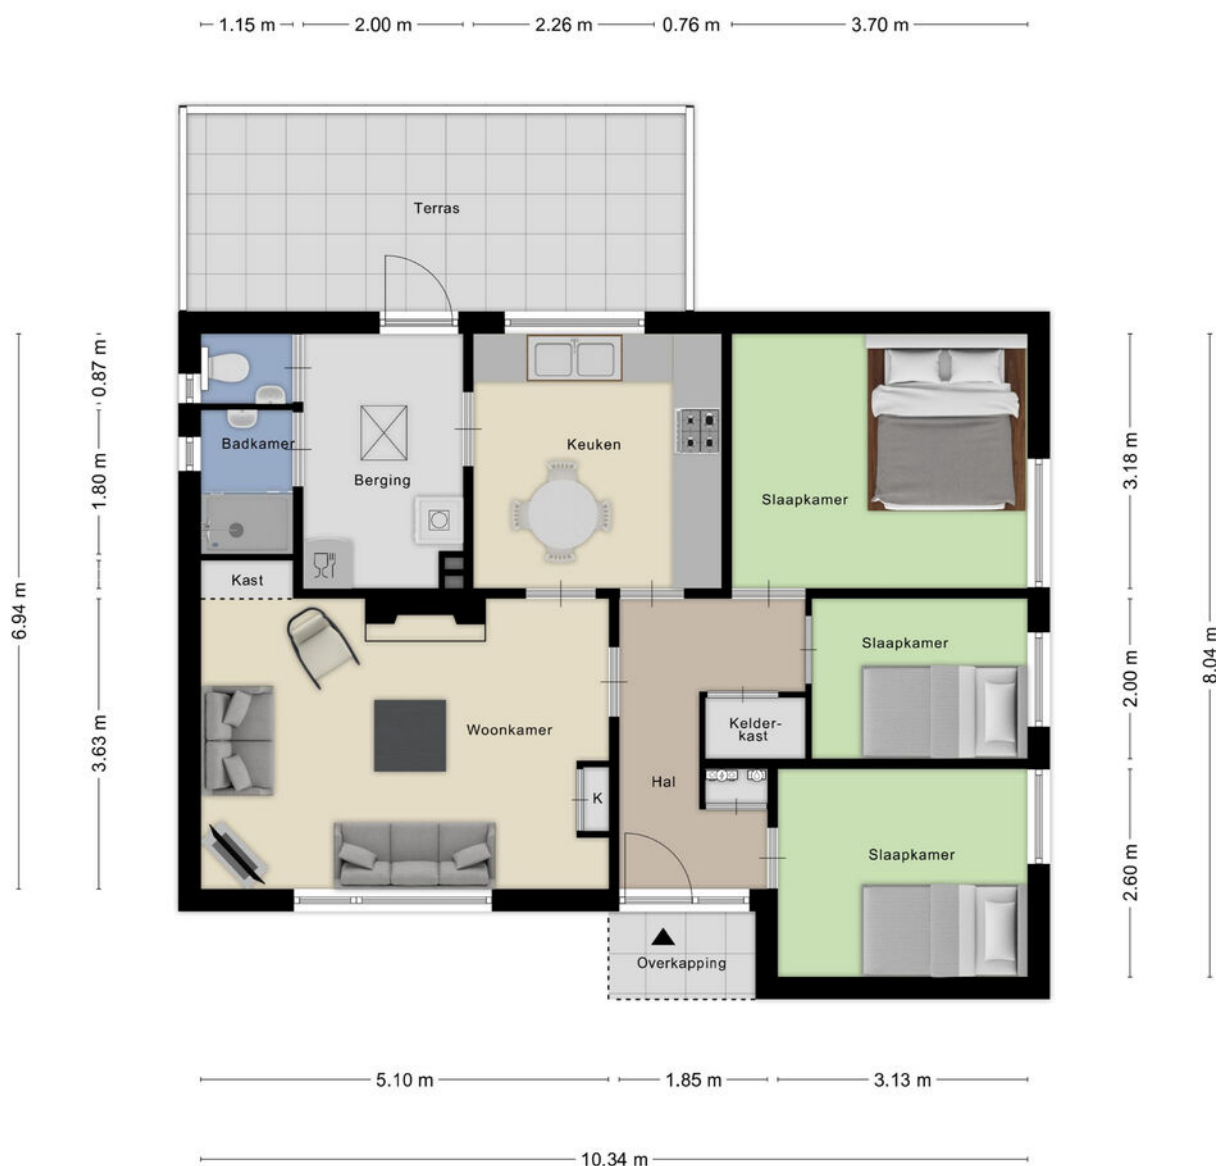 1.15 m 2.00 m 2.26 m 0.76 m 3.70 m
Terras
0.87 m
Badkamer
Keuken
3.18 m
1.80 m
Berging
Slaapkamer
Kast
6.94 m
8.04 m
Slaapkamer
2.00 m
3.63 m
Woonkamer
Kelder-
kast
Hal
K
Slaapkamer
2.60 m
Overkapping
5.10 m 1.85 m 3.13 m
10.34 m